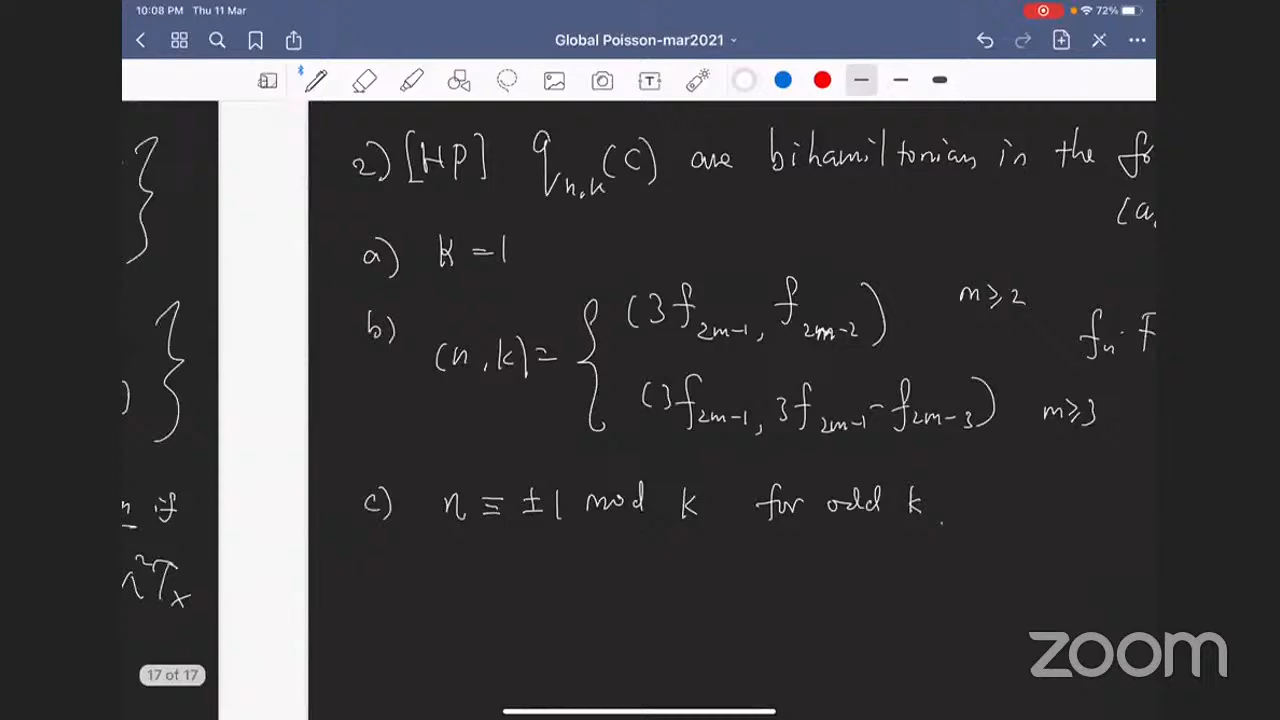 10:08 PM Thu 11 Mar
72%
Global Poisson-mar2021
2) [HP] q_{n,k}(C) are bihamiltonian in the
(a,
a) k = 1
b) (n, k) = { (3f_{2m-1}, f_{2m-2}) m ≥ 2
(3f_{2m-1}, 3f_{2m-1} - f_{2m-3}) m ≥ 3
f_n. F
c) n ≡ ±1 mod k for odd k.
if
Λ²T_x
17 of 17
zoom